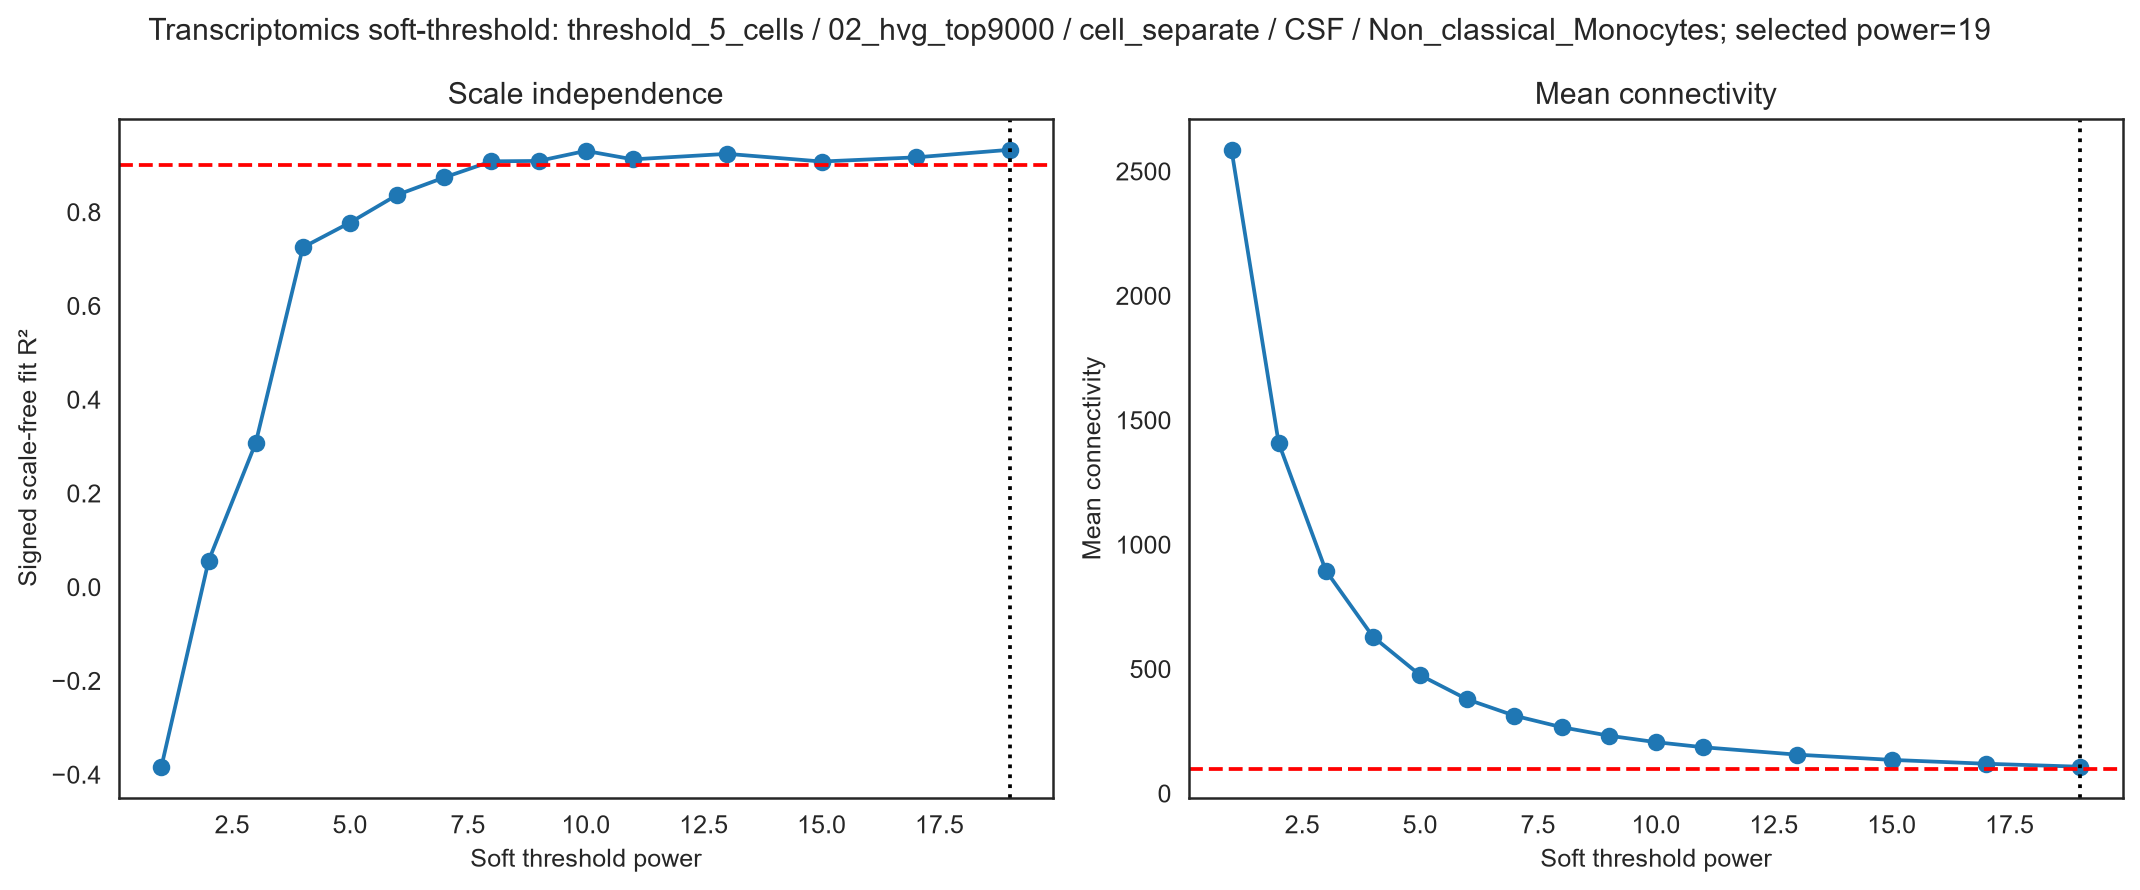 Transcriptomics soft-threshold: threshold_5_cells / 02_hvg_top9000 / cell_separate / CSF / Non_classical_Monocytes; selected power=19
Scale independence
Signed scale-free fit R²
0.8
0.6
0.4
0.2
0.0
−0.2
−0.4
2.5 5.0 7.5 10.0 12.5 15.0 17.5
Soft threshold power
Mean connectivity
Mean connectivity
2500
2000
1500
1000
500
0
2.5 5.0 7.5 10.0 12.5 15.0 17.5
Soft threshold power